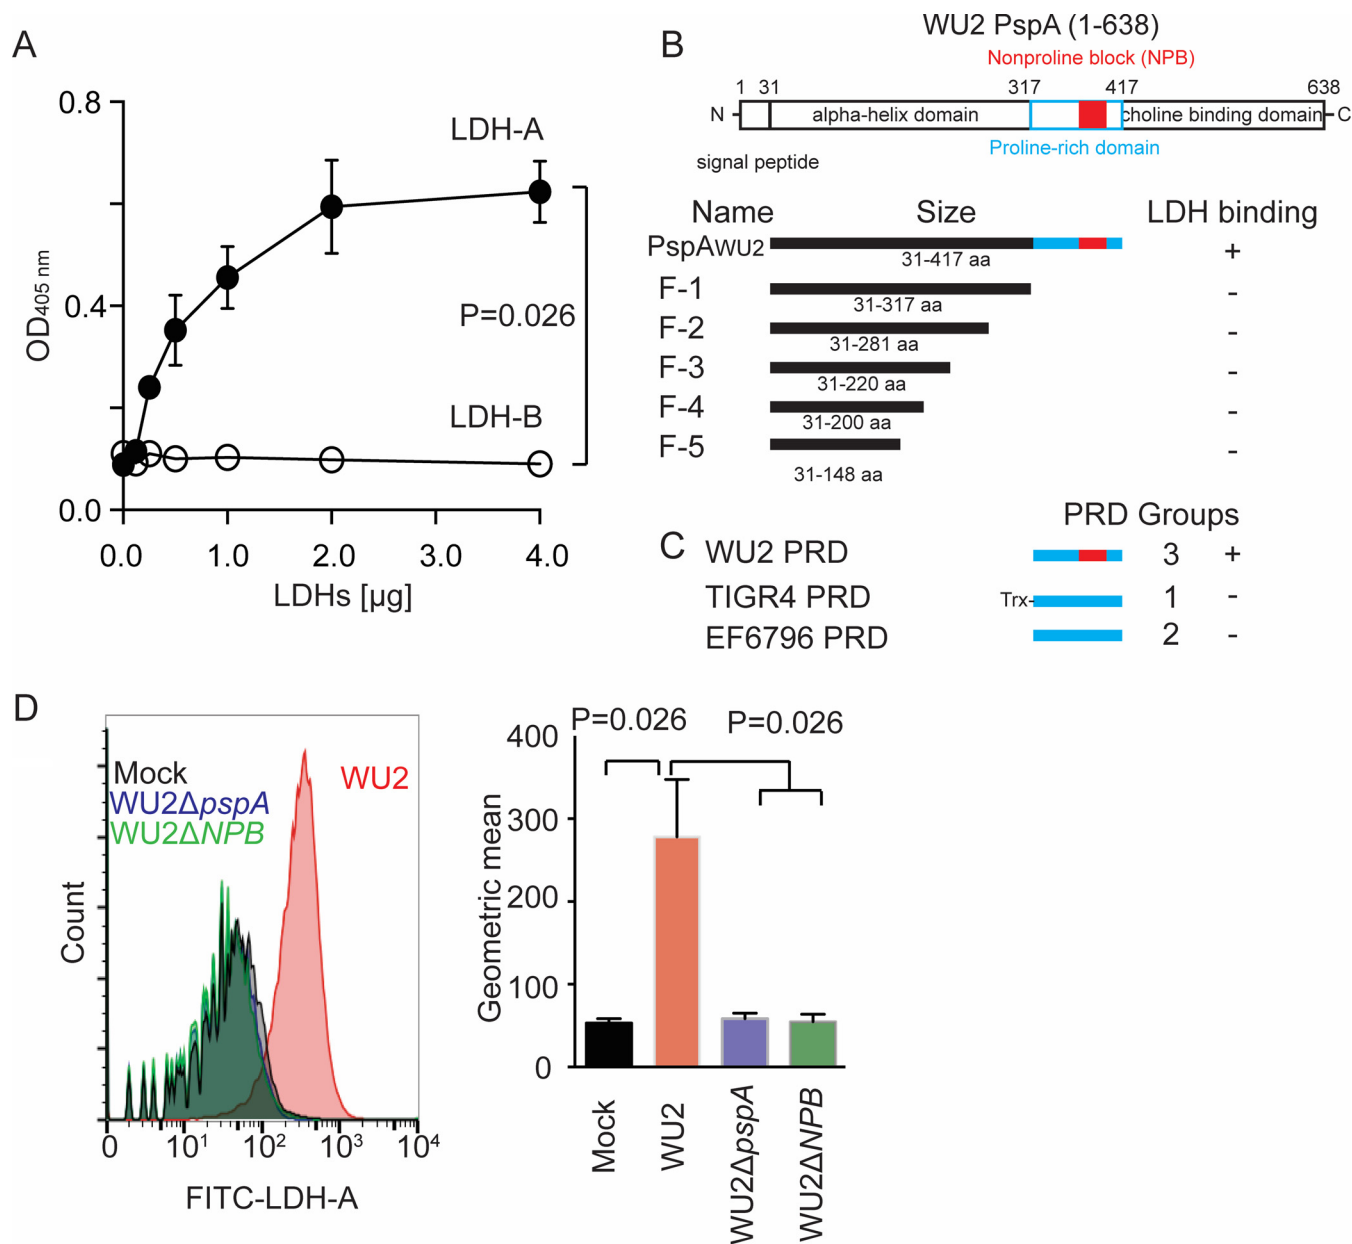 A
0.8
0.4
0.0
OD405 nm
LDH-A
P=0.026
LDH-B
0.0 1.0 2.0 3.0 4.0
LDHs [µg]
B
WU2 PspA (1-638)
Nonproline block (NPB)
1 31 317 417 638
N alpha-helix domain choline binding domain C
Proline-rich domain
signal peptide
Name Size LDH binding
PspAWU2 +
31-417 aa
F-1 -
31-317 aa
F-2 -
31-281 aa
F-3 -
31-220 aa
F-4 -
31-200 aa
F-5 -
31-148 aa
C
PRD Groups
WU2 PRD 3 +
TIGR4 PRD Trx- 1 -
EF6796 PRD 2 -
D
Mock
WU2
WU2ΔpspA
WU2ΔNPB
Count
0 10¹ 10² 10³ 10⁴
FITC-LDH-A
P=0.026 P=0.026
400
300
200
100
0
Geometric mean
Mock
WU2
WU2ΔpspA
WU2ΔNPB